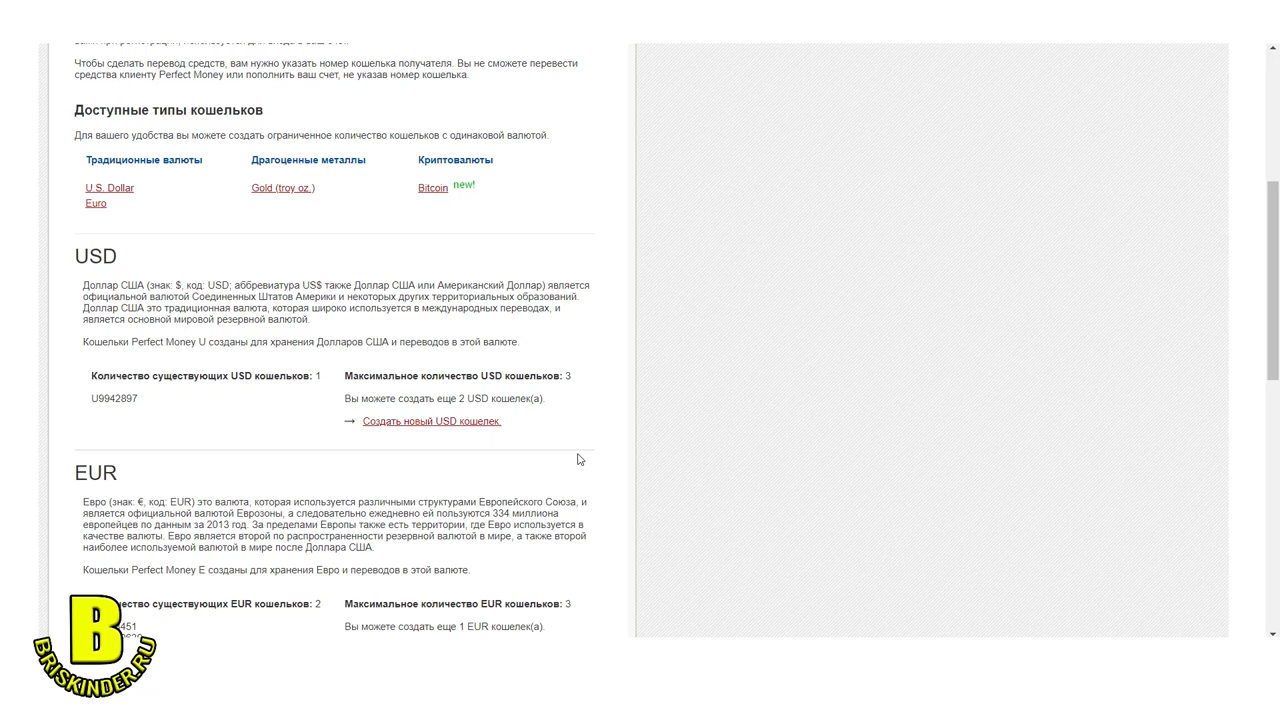 Чтобы сделать перевод средств, вам нужно указать номер кошелька получателя. Вы не сможете перевести
средства клиенту Perfect Money или пополнить ваш счет, не указав номер кошелька.
Доступные типы кошельков
Для вашего удобства вы можете создать ограниченное количество кошельков с одинаковой валютой.
Традиционные валюты Драгоценные металлы Криптовалюты
U.S. Dollar Gold (troy oz.) Bitcoin new!
Euro
USD
Доллар США (знак: $, код: USD; аббревиатура US$ также Доллар США или Американский Доллар) является
официальной валютой Соединенных Штатов Америки и некоторых других территориальных образований.
Доллар США это традиционная валюта, которая широко используется в международных переводах, и
является основной мировой резервной валютой.
Кошельки Perfect Money U созданы для хранения Долларов США и переводов в этой валюте.
Количество существующих USD кошельков: 1 Максимальное количество USD кошельков: 3
U9942897 Вы можете создать еще 2 USD кошелек(а).
→ Создать новый USD кошелек.
EUR
Евро (знак: €, код: EUR) это валюта, которая используется различными структурами Европейского Союза, и
является официальной валютой Еврозоны, а следовательно ежедневно ей пользуются 334 миллиона
европейцев по данным за 2013 год. За пределами Европы также есть территории, где Евро используется в
качестве валюты. Евро является второй по распространенности резервной валютой в мире, а также второй
наиболее используемой валютой в мире после Доллара США.
Кошельки Perfect Money E созданы для хранения Евро и переводов в этой валюте.
ество существующих EUR кошельков: 2 Максимальное количество EUR кошельков: 3
451 Вы можете создать еще 1 EUR кошелек(а).
B
BRISKINDER.RU